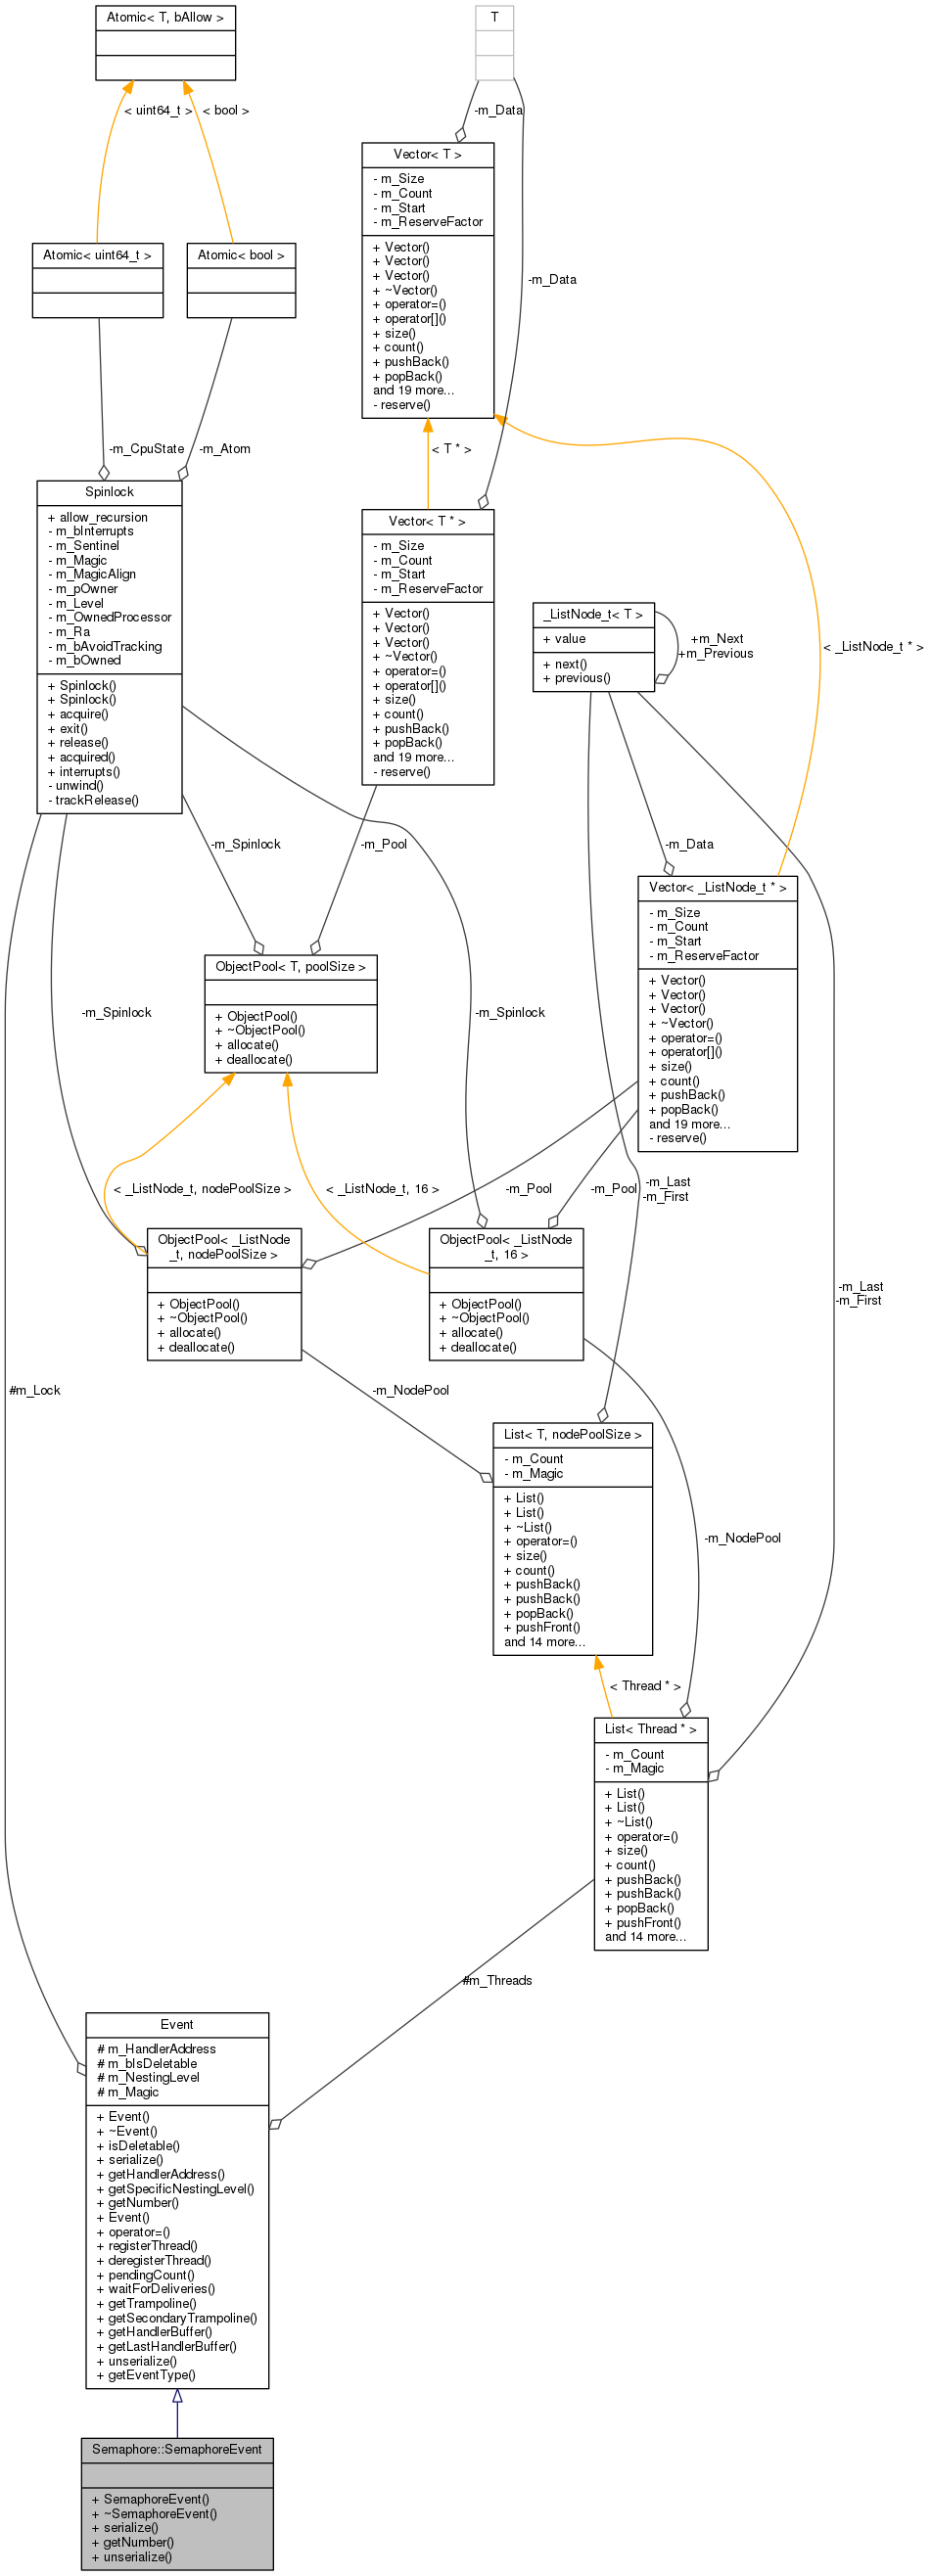 Atomic< T, bAllow >
T
< uint64_t >
< bool >
-m_Data
Vector< T >
- m_Size
- m_Count
- m_Start
- m_ReserveFactor
+ Vector()
+ Vector()
+ Vector()
+ ~Vector()
+ operator=()
+ operator[]()
+ size()
+ count()
+ pushBack()
+ popBack()
and 19 more...
- reserve()
Atomic< uint64_t >
Atomic< bool >
-m_Data
-m_CpuState
-m_Atom
< T * >
Spinlock
+ allow_recursion
- m_bInterrupts
- m_Sentinel
- m_Magic
- m_MagicAlign
- m_pOwner
- m_Level
- m_OwnedProcessor
- m_Ra
- m_bAvoidTracking
- m_bOwned
+ Spinlock()
+ Spinlock()
+ acquire()
+ exit()
+ release()
+ acquired()
+ interrupts()
- unwind()
- trackRelease()
Vector< T * >
- m_Size
- m_Count
- m_Start
- m_ReserveFactor
+ Vector()
+ Vector()
+ Vector()
+ ~Vector()
+ operator=()
+ operator[]()
+ size()
+ count()
+ pushBack()
+ popBack()
and 19 more...
- reserve()
_ListNode_t< T >
+ value
+ next()
+ previous()
+m_Next
+m_Previous
< _ListNode_t * >
-m_Spinlock
-m_Pool
-m_Data
Vector< _ListNode_t * >
- m_Size
- m_Count
- m_Start
- m_ReserveFactor
+ Vector()
+ Vector()
+ Vector()
+ ~Vector()
+ operator=()
+ operator[]()
+ size()
+ count()
+ pushBack()
+ popBack()
and 19 more...
- reserve()
ObjectPool< T, poolSize >
+ ObjectPool()
+ ~ObjectPool()
+ allocate()
+ deallocate()
-m_Spinlock
-m_Spinlock
< _ListNode_t, nodePoolSize >
< _ListNode_t, 16 >
-m_Pool
-m_Pool
-m_Last
-m_First
ObjectPool< _ListNode
_t, nodePoolSize >
+ ObjectPool()
+ ~ObjectPool()
+ allocate()
+ deallocate()
ObjectPool< _ListNode
_t, 16 >
+ ObjectPool()
+ ~ObjectPool()
+ allocate()
+ deallocate()
-m_Last
-m_First
#m_Lock
-m_NodePool
List< T, nodePoolSize >
- m_Count
- m_Magic
+ List()
+ List()
+ ~List()
+ operator=()
+ size()
+ count()
+ pushBack()
+ pushBack()
+ popBack()
+ pushFront()
and 14 more...
-m_NodePool
< Thread * >
List< Thread * >
- m_Count
- m_Magic
+ List()
+ List()
+ ~List()
+ operator=()
+ size()
+ count()
+ pushBack()
+ pushBack()
+ popBack()
+ pushFront()
and 14 more...
#m_Threads
Event
# m_HandlerAddress
# m_bIsDeletable
# m_NestingLevel
# m_Magic
+ Event()
+ ~Event()
+ isDeletable()
+ serialize()
+ getHandlerAddress()
+ getSpecificNestingLevel()
+ getNumber()
+ Event()
+ operator=()
+ registerThread()
+ deregisterThread()
+ pendingCount()
+ waitForDeliveries()
+ getTrampoline()
+ getSecondaryTrampoline()
+ getHandlerBuffer()
+ getLastHandlerBuffer()
+ unserialize()
+ getEventType()
Semaphore::SemaphoreEvent
+ SemaphoreEvent()
+ ~SemaphoreEvent()
+ serialize()
+ getNumber()
+ unserialize()